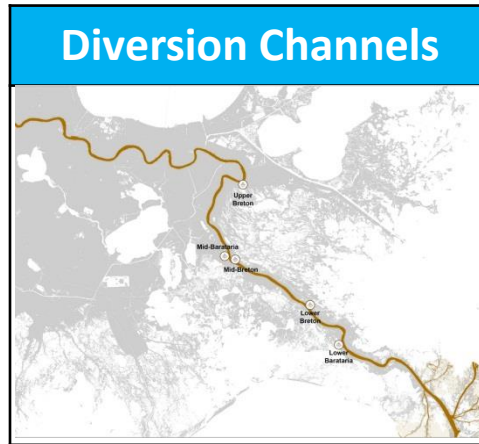 Diversion Channels
Upper
Breton
Mid-Barataria
Mid-Breton
Lower
Breton
Lower
Barataria